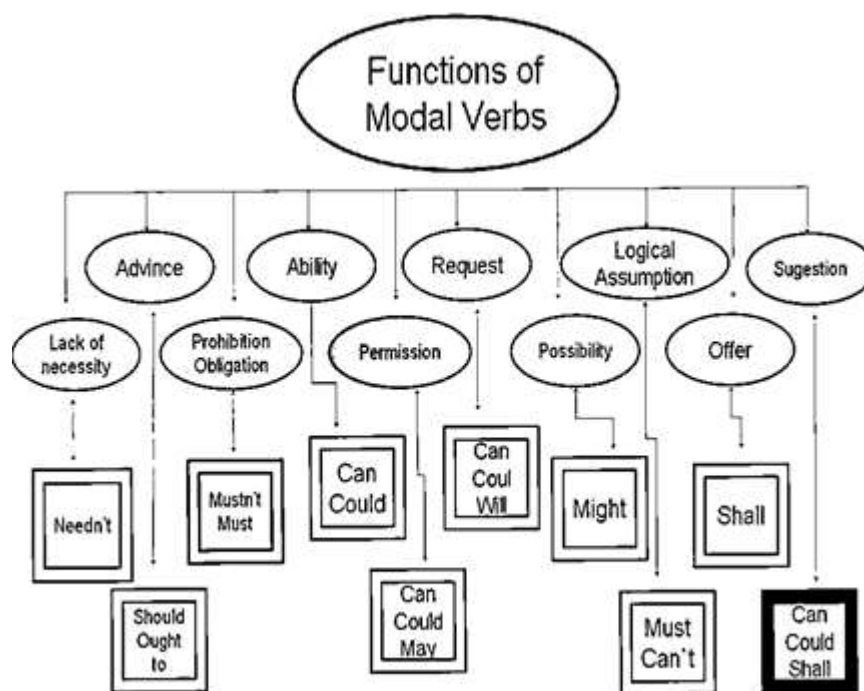 Functions of
Modal Verbs
Advince
Ability
Request
Logical
Assumption
Sugestion
Lack of
necessity
Prohibition
Obligation
Permission
Possibility
Offer
Needn't
Mustn't
Must
Can
Could
Can
Coul
Will
Might
Shall
Should
Ought
to
Can
Could
May
Must
Can`t
Can
Could
Shall